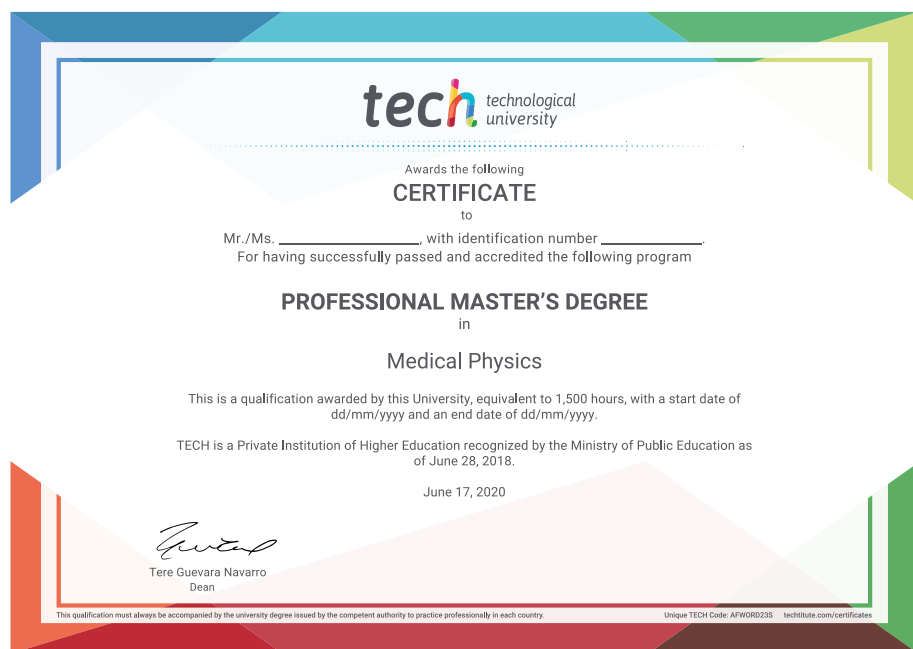 tech technological
university
Awards the following
CERTIFICATE
to
Mr./Ms. ____________________, with identification number ______________.
For having successfully passed and accredited the following program
PROFESSIONAL MASTER'S DEGREE
in
Medical Physics
This is a qualification awarded by this University, equivalent to 1,500 hours, with a start date of
dd/mm/yyyy and an end date of dd/mm/yyyy.
TECH is a Private Institution of Higher Education recognized by the Ministry of Public Education as
of June 28, 2018.
June 17, 2020
Tere Guevara Navarro
Dean
This qualification must always be accompanied by the university degree issued by the competent authority to practice professionally in each country.
Unique TECH Code: AFWORD23S techtitute.com/certificates